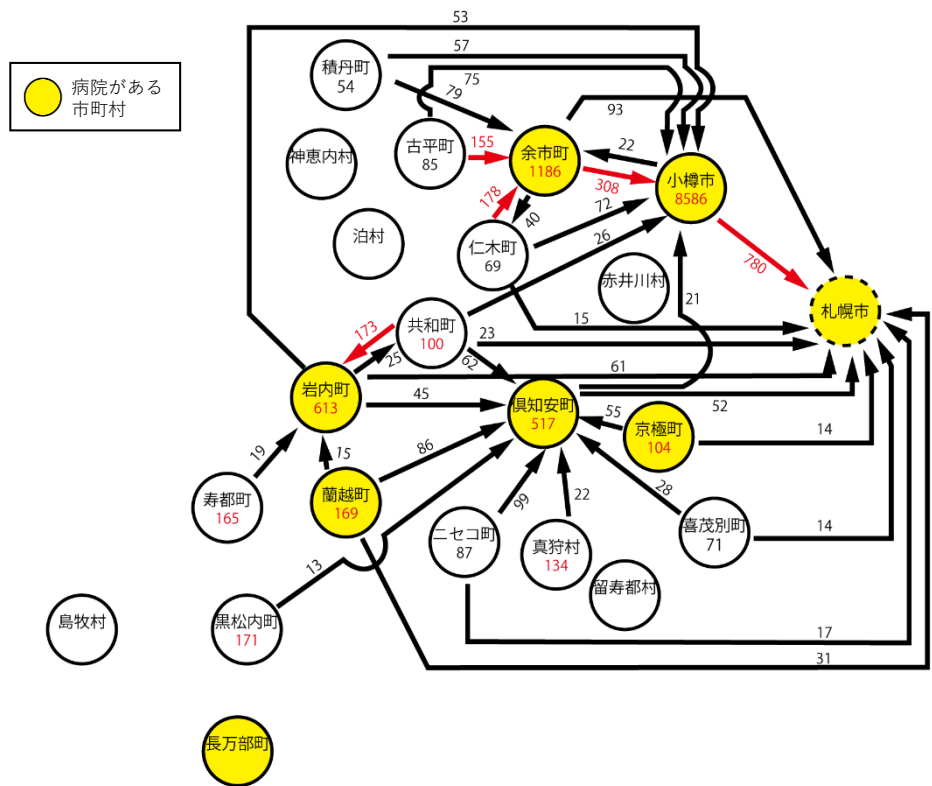 53
57
病院がある
市町村
積丹町
54
75
79
93
古平町
85
155
余市町
1186
22
神恵内村
308
小樽市
8586
178
40
72
泊村
仁木町
69
26
780
赤井川村
21
札幌市
共和町
100
173
15
23
25
62
61
岩内町
613
45
倶知安町
517
52
55
京極町
104
14
19
15
86
寿都町
165
蘭越町
169
99
22
28
ニセコ町
87
真狩村
134
喜茂別町
71
14
13
留寿都村
島牧村
黒松内町
171
17
31
長万部町